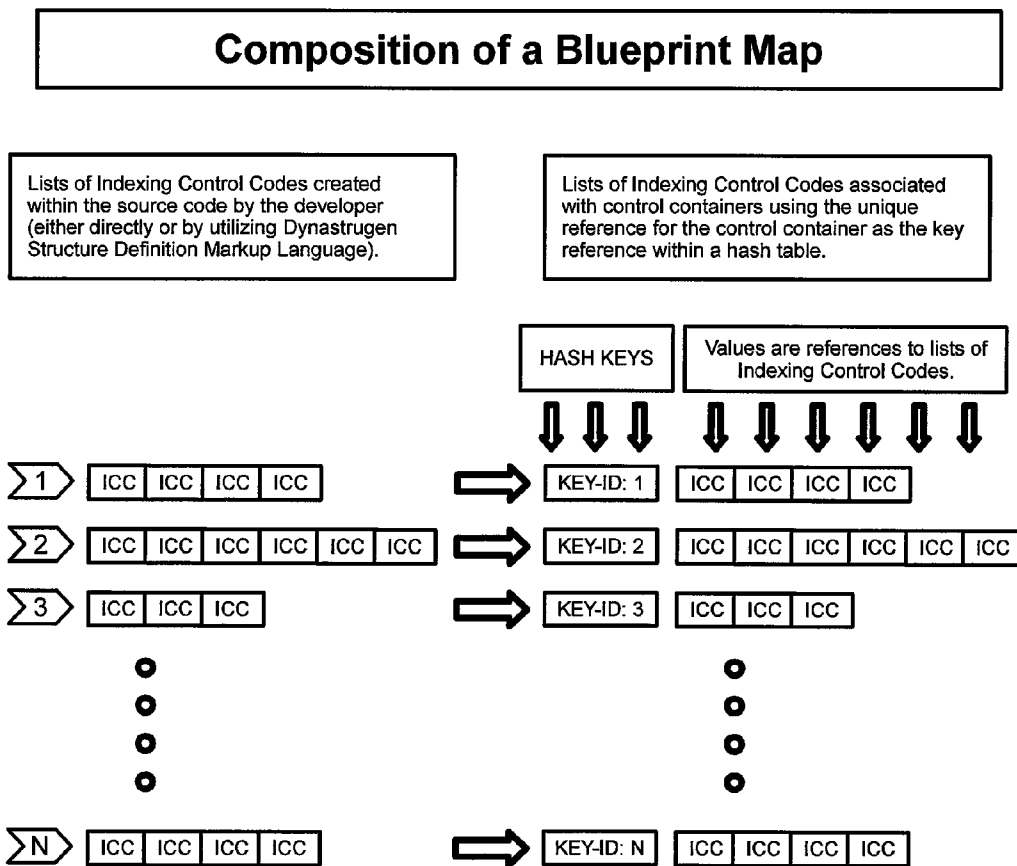 Composition of a Blueprint Map
Lists of Indexing Control Codes created
within the source code by the developer
(either directly or by utilizing Dynastrugen
Structure Definition Markup Language).
Lists of Indexing Control Codes associated
with control containers using the unique
reference for the control container as the key
reference within a hash table.
HASH KEYS
Values are references to lists of
Indexing Control Codes.
1 ICC ICC ICC ICC KEY-ID: 1 ICC ICC ICC ICC
2 ICC ICC ICC ICC ICC ICC KEY-ID: 2 ICC ICC ICC ICC ICC ICC
3 ICC ICC ICC KEY-ID: 3 ICC ICC ICC
N ICC ICC ICC ICC KEY-ID: N ICC ICC ICC ICC